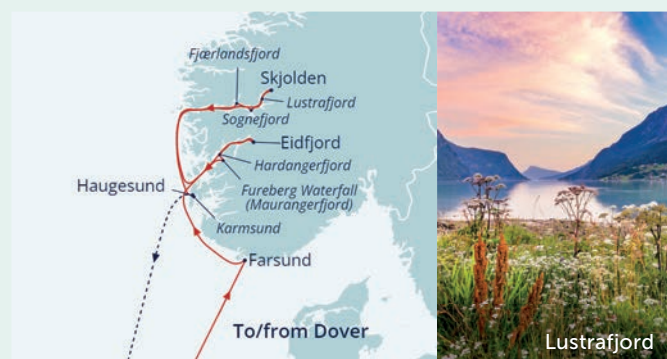 Fjærlandsfjord
Skjolden
Lustrafjord
Sognefjord
Eidfjord
Hardangerfjord
Haugesund
Fureberg Waterfall
(Maurangerfjord)
Karmsund
Farsund
To/from Dover
Lustrafjord